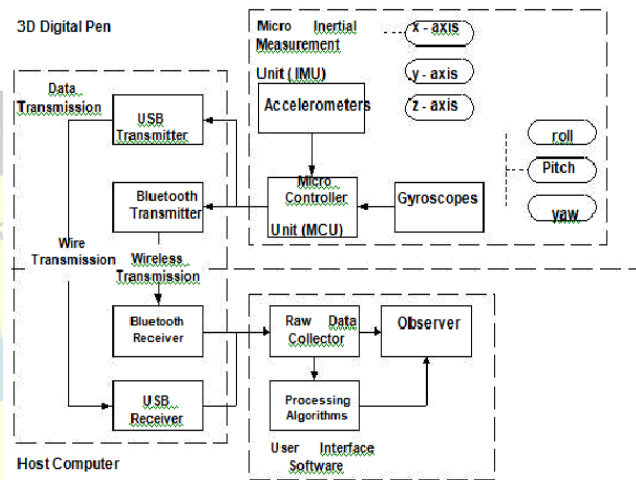 3D Digital Pen
Micro Inertial
Measurement
Unit ( IMU)
x - axis
y - axis
z - axis
Accelerometers
roll
Pitch
yaw
Micro
Controller
Unit (MCU)
Gyroscopes
Data
Transmission
USB
Transmitter
Bluetooth
Transmitter
Wire
Transmission
Wireless
Transmission
Bluetooth
Receiver
USB
Receiver
Raw Data
Collector
Observer
Processing
Algorithms
User Interface
Software
Host Computer